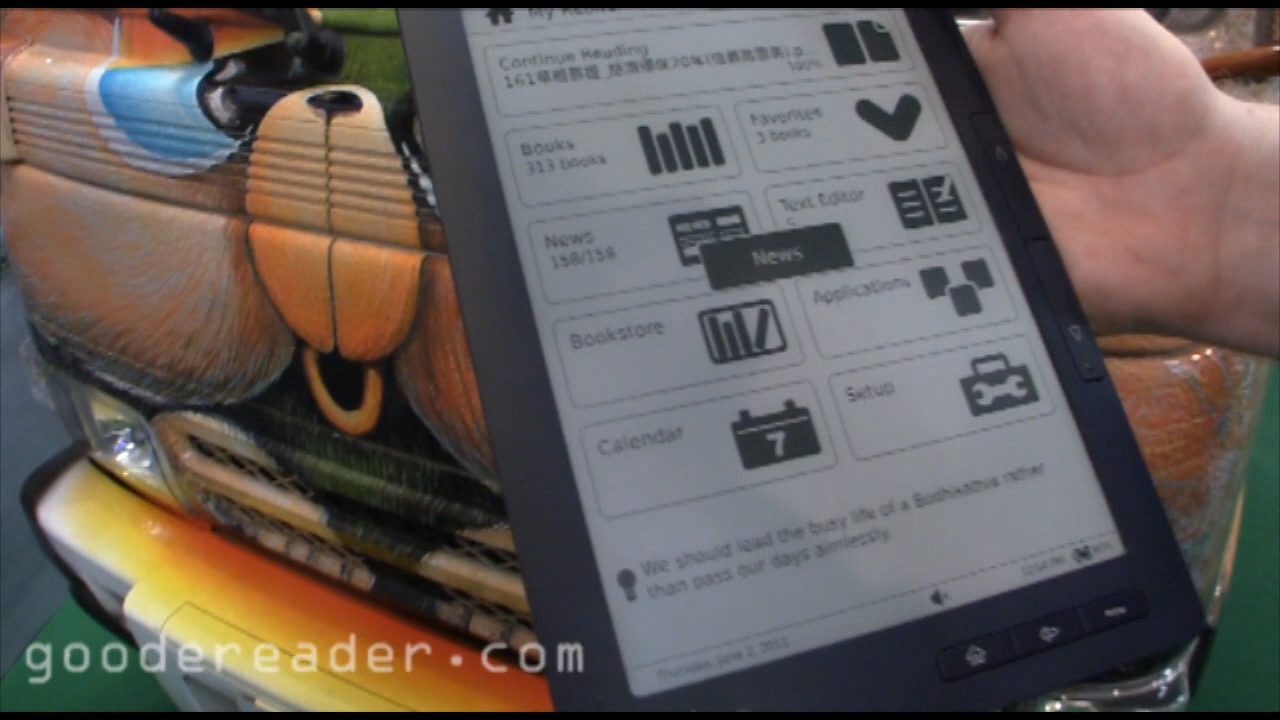 My
Continue Reading
100%
Books
313 books
Favorites
3 books
News
158/158
Text Editor
News
Bookstore
Applications
Calendar
7
Setup
We should lead the busy life of a Bodhisattva rather
than pass our days aimlessly.
Thursday, June 2, 2011
goodereader.com